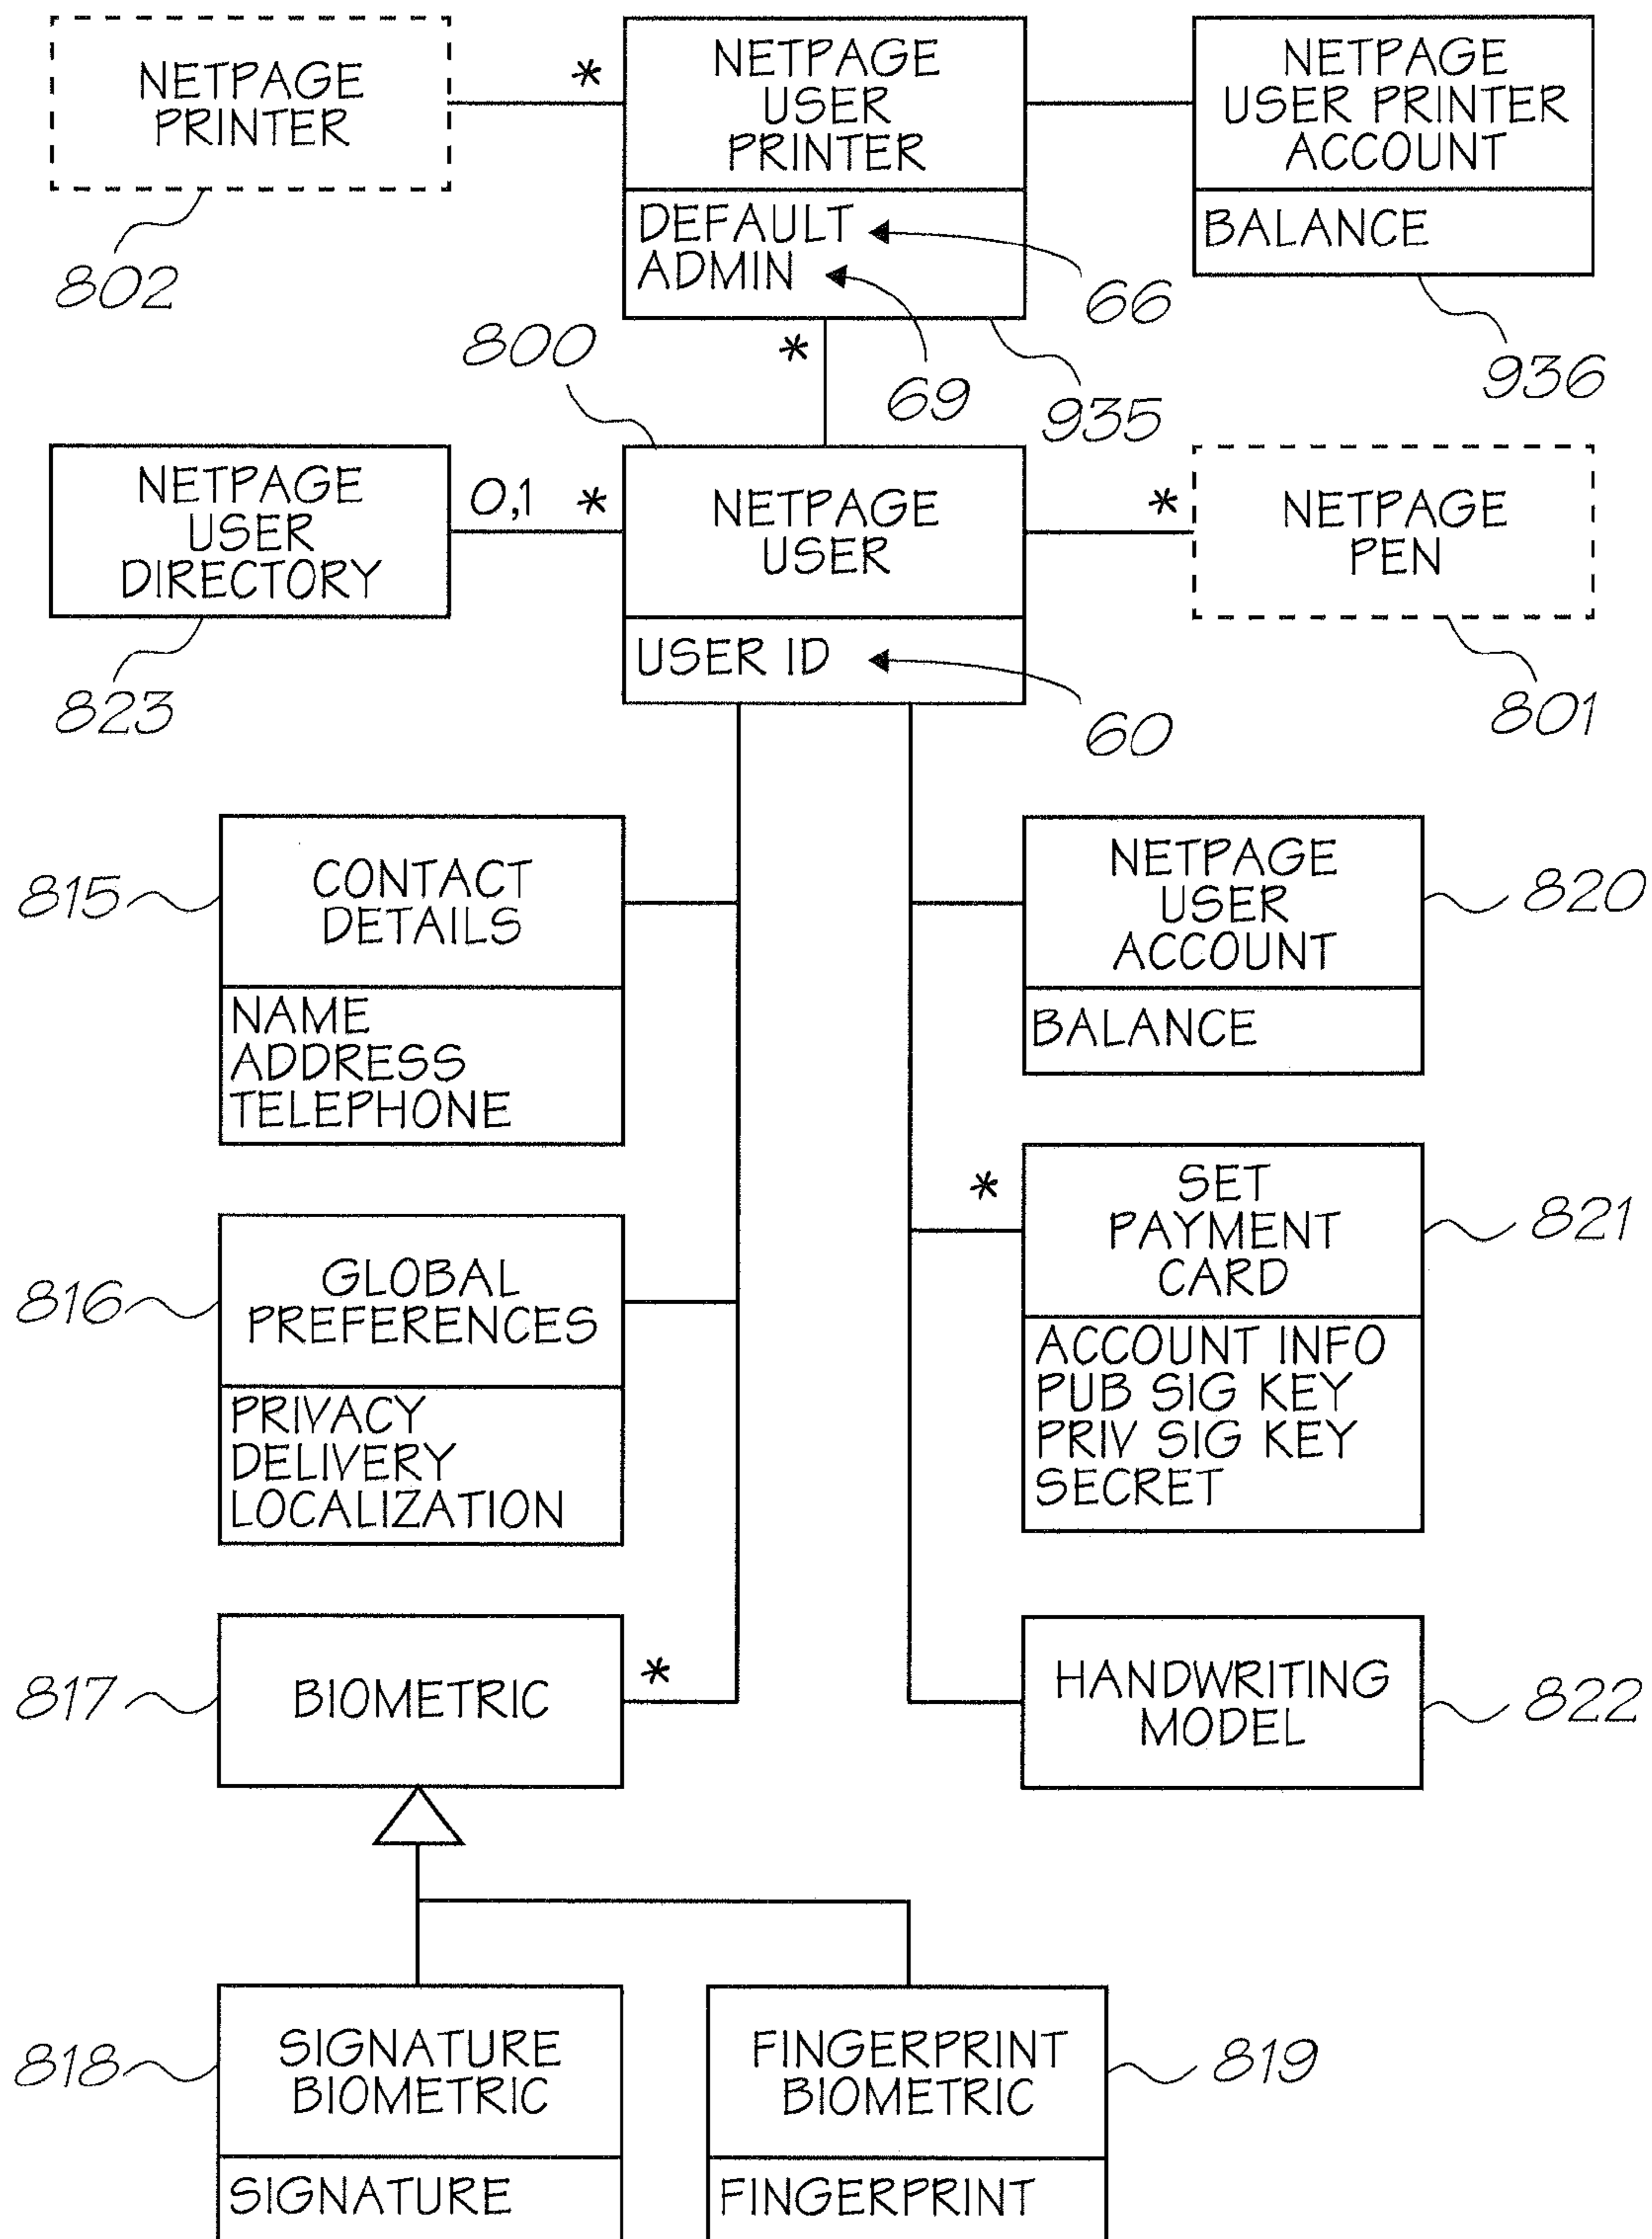 NETPAGE
PRINTER
802
*
NETPAGE
USER
PRINTER
DEFAULT
ADMIN
66
69
935
NETPAGE
USER PRINTER
ACCOUNT
BALANCE
936
800
*
NETPAGE
USER
DIRECTORY
823
0,1 *
NETPAGE
USER
USER ID
60
*
NETPAGE
PEN
801
815
CONTACT
DETAILS
NAME
ADDRESS
TELEPHONE
NETPAGE
USER
ACCOUNT
BALANCE
820
816
GLOBAL
PREFERENCES
PRIVACY
DELIVERY
LOCALIZATION
*
SET
PAYMENT
CARD
ACCOUNT INFO
PUB SIG KEY
PRIV SIG KEY
SECRET
821
817
BIOMETRIC
*
HANDWRITING
MODEL
822
818
SIGNATURE
BIOMETRIC
SIGNATURE
FINGERPRINT
BIOMETRIC
FINGERPRINT
819